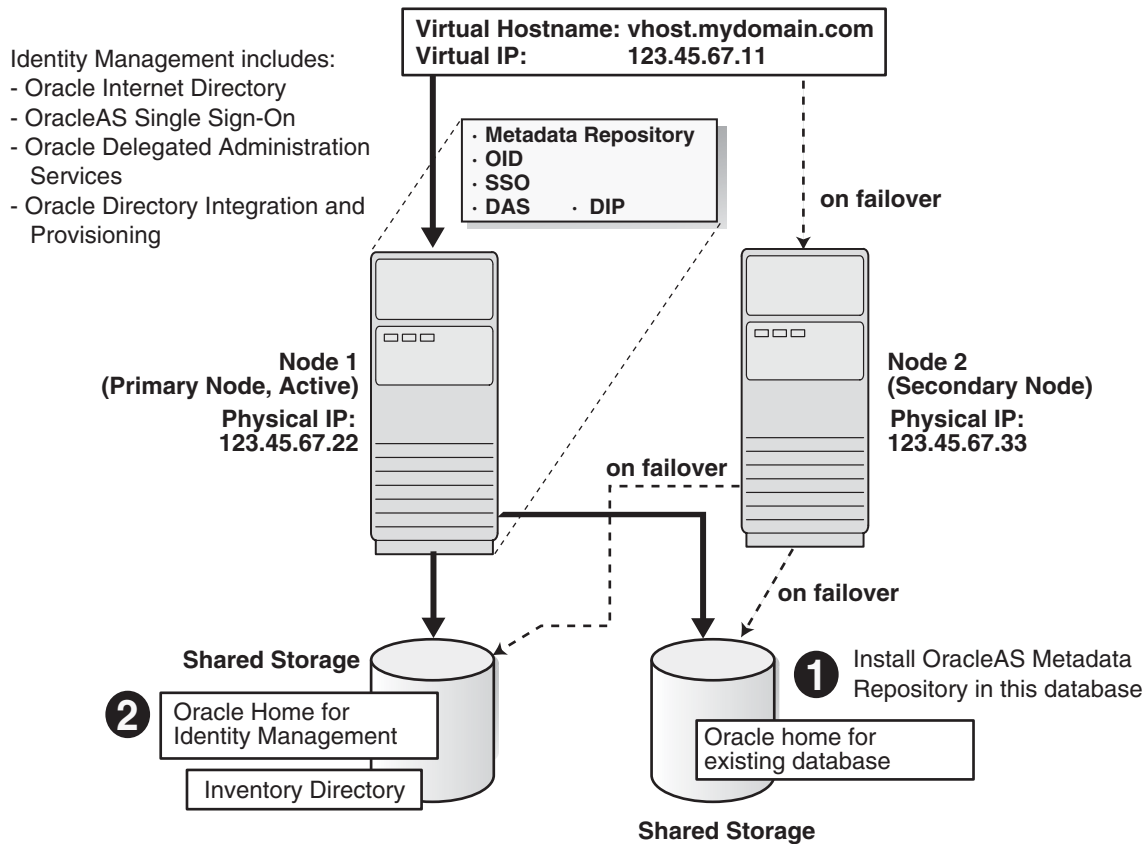 Virtual Hostname: vhost.mydomain.com
Virtual IP: 123.45.67.11
Identity Management includes:
- Oracle Internet Directory
- OracleAS Single Sign-On
- Oracle Delegated Administration
Services
- Oracle Directory Integration and
Provisioning
· Metadata Repository
· OID
· SSO
· DAS · DIP
on failover
Node 1
(Primary Node, Active)
Physical IP:
123.45.67.22
Node 2
(Secondary Node)
Physical IP:
123.45.67.33
on failover
on failover
Shared Storage
2
Oracle Home for
Identity Management
Inventory Directory
1
Install OracleAS Metadata
Repository in this database
Oracle home for
existing database
Shared Storage